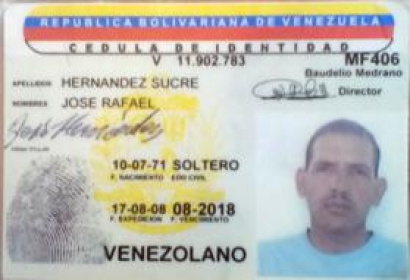 REPUBLICA BOLIVARIANA DE VENEZUELA
CEDULA DE IDENTIDAD
V 11.902.783 MF406
Baudelio Medrano
Director
APELLIDOS HERNANDEZ SUCRE
NOMBRES JOSE RAFAEL
José Hernández
FIRMA TITULAR
10-07-71 SOLTERO
F. NACIMIENTO EDO CIVIL
17-08-08 08-2018
F. EXPEDICION F. VENCIMIENTO
VENEZOLANO